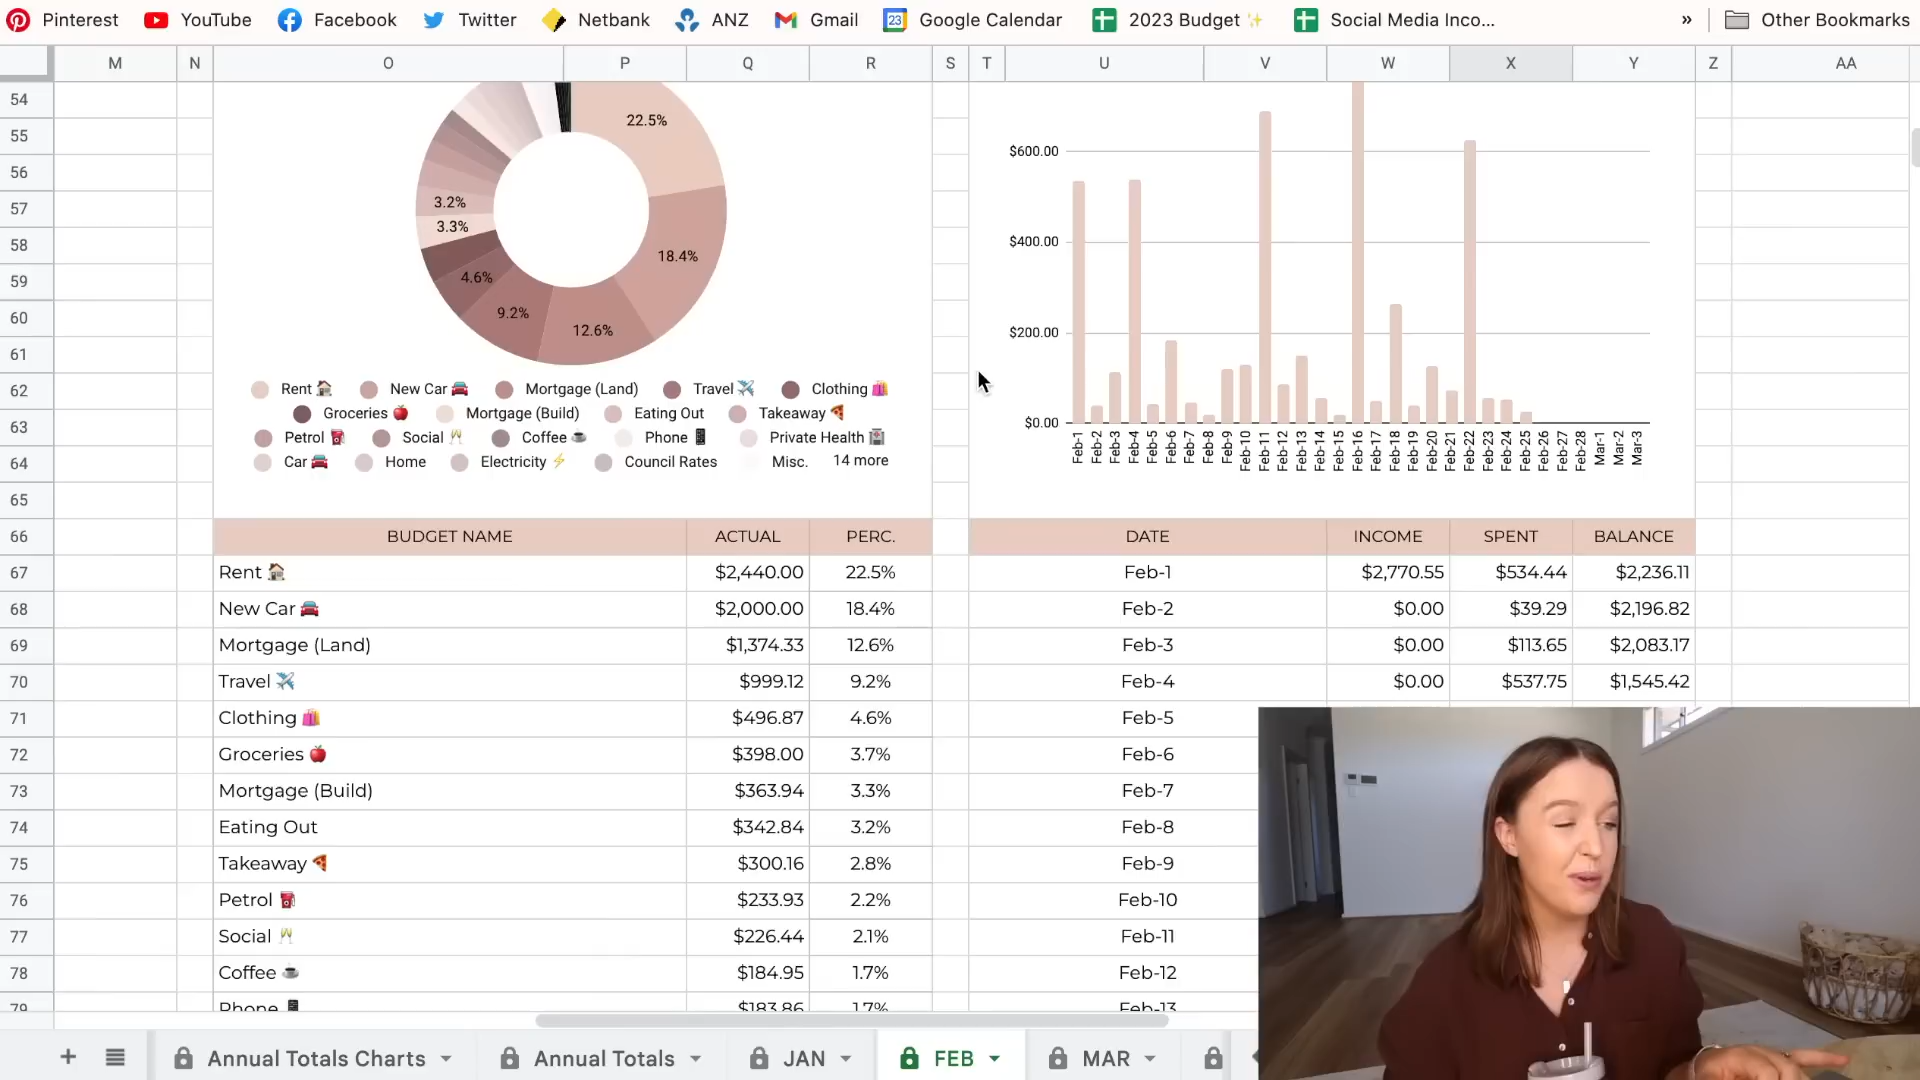 Pinterest YouTube Facebook Twitter Netbank ANZ Gmail 23 Google Calendar 2023 Budget ✨ Social Media Inco... » Other Bookmarks
M N O P Q R S T U V W X Y Z AA
54
55
56
57
58
59
60
61
62
63
64
65
22.5%
18.4%
12.6%
9.2%
4.6%
3.3%
3.2%
Rent 🏠 New Car 🚘 Mortgage (Land) Travel ✈️ Clothing 🛍️
Groceries 🍎 Mortgage (Build) Eating Out Takeaway 🍕
Petrol ⛽ Social 🥂 Coffee ☕ Phone 📱 Private Health 🏥
Car 🚘 Home Electricity ⚡ Council Rates Misc. 14 more
$600.00
$400.00
$200.00
$0.00
Feb-1 Feb-2 Feb-3 Feb-4 Feb-5 Feb-6 Feb-7 Feb-8 Feb-9 Feb-10 Feb-11 Feb-12 Feb-13 Feb-14 Feb-15 Feb-16 Feb-17 Feb-18 Feb-19 Feb-20 Feb-21 Feb-22 Feb-23 Feb-24 Feb-25 Feb-26 Feb-27 Feb-28 Mar-1 Mar-2 Mar-3
66 BUDGET NAME ACTUAL PERC. DATE INCOME SPENT BALANCE
67 Rent 🏠 $2,440.00 22.5% Feb-1 $2,770.55 $534.44 $2,236.11
68 New Car 🚘 $2,000.00 18.4% Feb-2 $0.00 $39.29 $2,196.82
69 Mortgage (Land) $1,374.33 12.6% Feb-3 $0.00 $113.65 $2,083.17
70 Travel ✈️ $999.12 9.2% Feb-4 $0.00 $537.75 $1,545.42
71 Clothing 🛍️ $496.87 4.6% Feb-5
72 Groceries 🍎 $398.00 3.7% Feb-6
73 Mortgage (Build) $363.94 3.3% Feb-7
74 Eating Out $342.84 3.2% Feb-8
75 Takeaway 🍕 $300.16 2.8% Feb-9
76 Petrol ⛽ $233.93 2.2% Feb-10
77 Social 🥂 $226.44 2.1% Feb-11
78 Coffee ☕ $184.95 1.7% Feb-12
79 Phone 📱 $183.86 1.7% Feb-13
+ Annual Totals Charts Annual Totals JAN FEB MAR